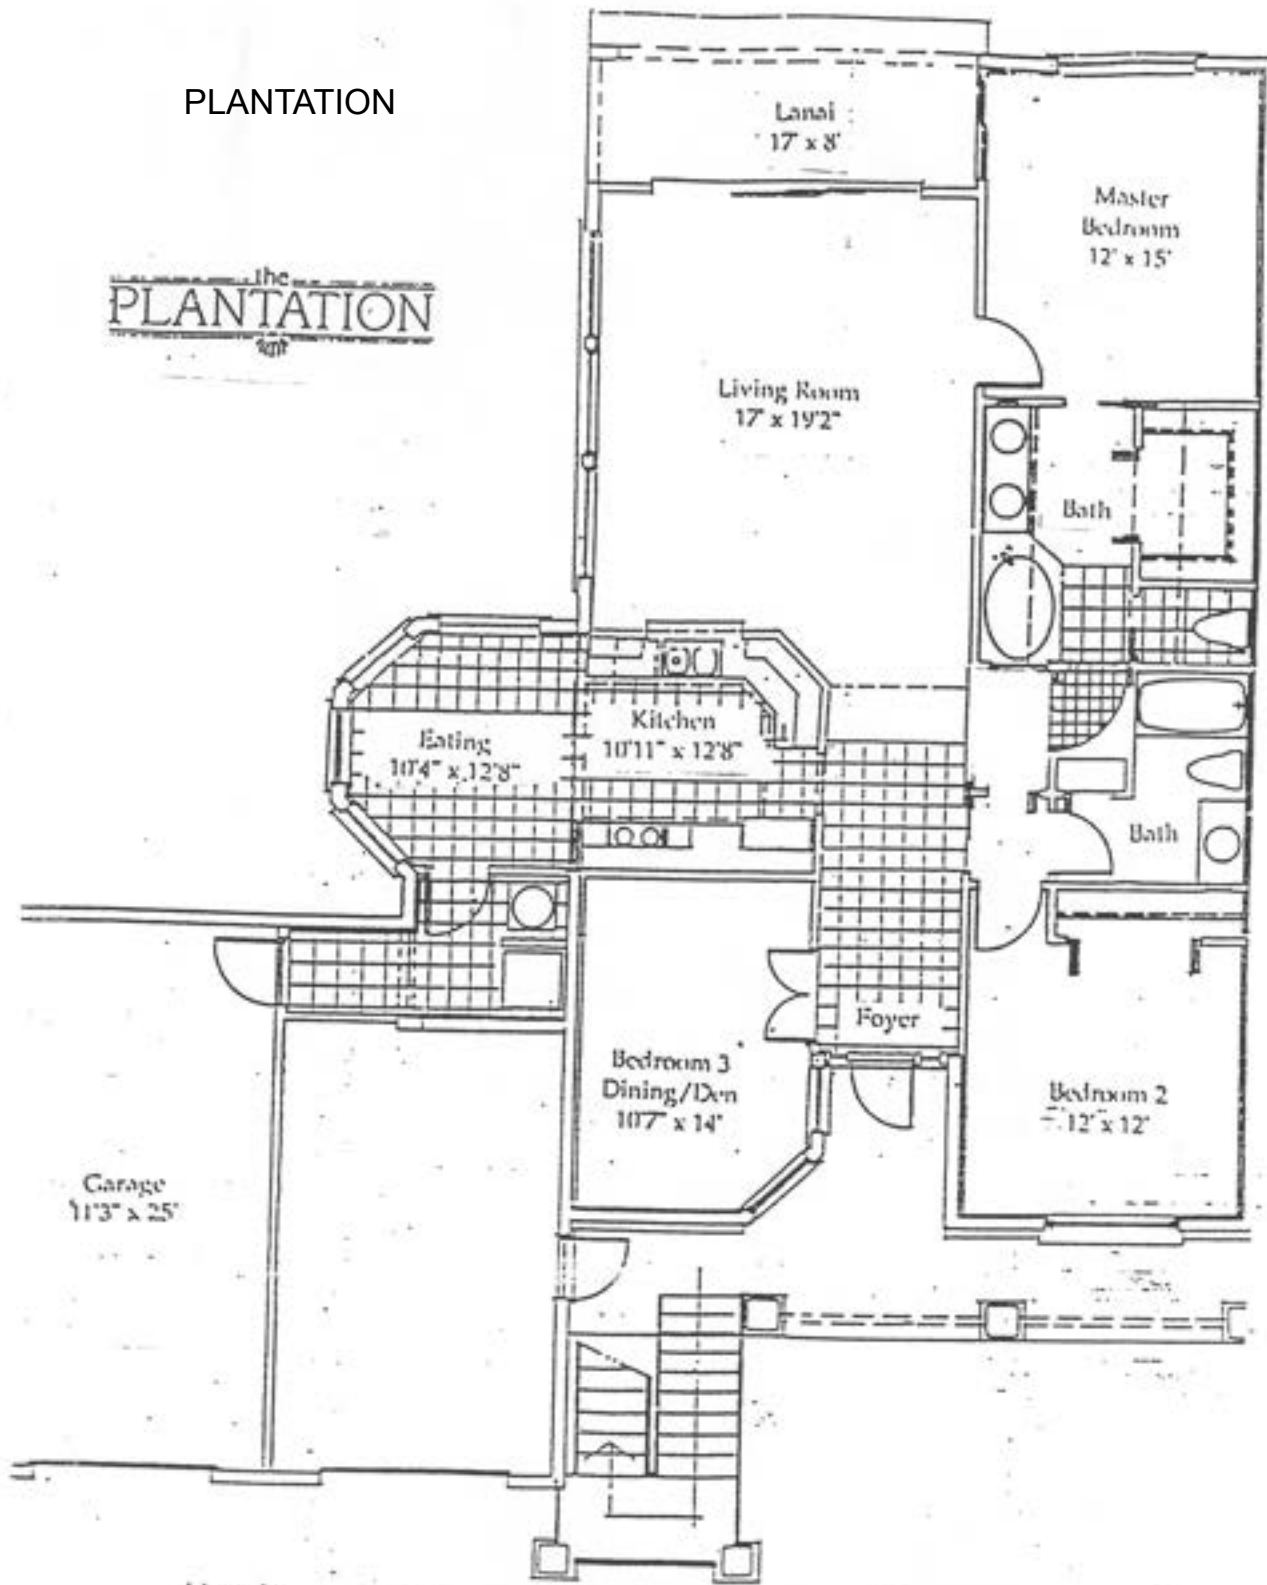 PLANTATION
the
PLANTATION
Lanai
17' x 8'
Master
Bedroom
12' x 15'
Living Room
17' x 19'2"
Bath
Eating
10'4" x 12'8"
Kitchen
10'11" x 12'8"
Bath
Foyer
Bedroom 3
Dining/Den
10'7" x 14'
Bedroom 2
12' x 12'
Garage
11'3" x 25'